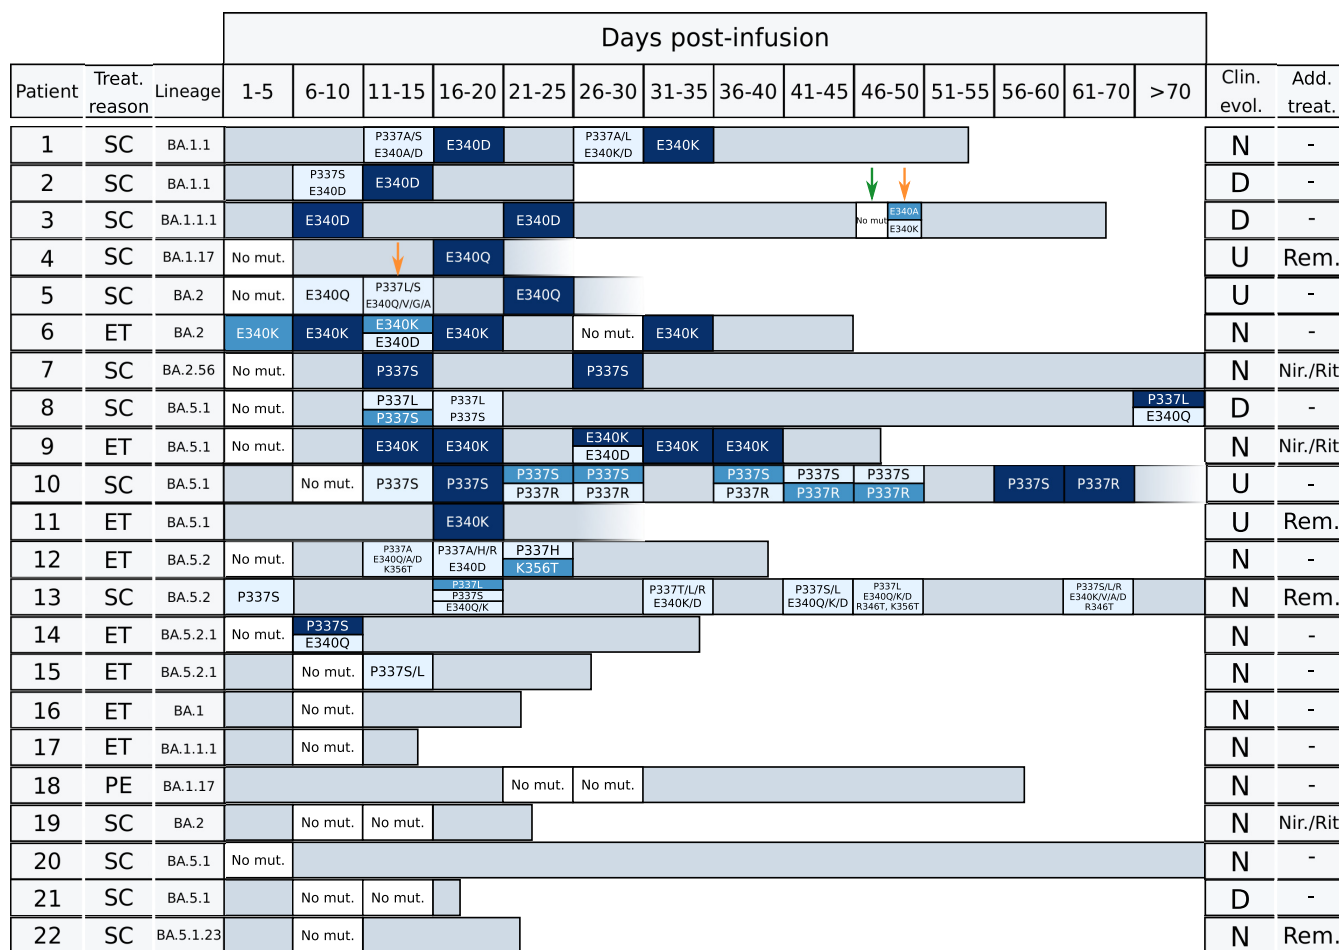 Days post-infusion
Patient Treat. reason Lineage 1-5 6-10 11-15 16-20 21-25 26-30 31-35 36-40 41-45 46-50 51-55 56-60 61-70 >70 Clin. evol. Add. treat.
1 SC BA.1.1 P337A/S E340A/D E340D P337A/L E340K/D E340K N -
2 SC BA.1.1 P337S E340D E340D D -
3 SC BA.1.1.1 E340D E340D No mut E340A E340K D -
4 SC BA.1.17 No mut. E340Q U Rem.
5 SC BA.2 No mut. E340Q P337L/S E340Q/V/G/A E340Q U -
6 ET BA.2 E340K E340K E340K E340D E340K No mut. E340K N -
7 SC BA.2.56 No mut. P337S P337S N Nir./Rit
8 SC BA.5.1 No mut. P337L P337S P337L P337S P337L E340Q D -
9 ET BA.5.1 No mut. E340K E340K E340K E340D E340K E340K N Nir./Rit
10 SC BA.5.1 No mut. P337S P337S P337S P337R P337S P337R P337S P337R P337S P337R P337S P337R P337S P337R U -
11 ET BA.5.1 E340K U Rem.
12 ET BA.5.2 No mut. P337A E340Q/A/D K356T P337A/H/R E340D P337H K356T N -
13 SC BA.5.2 P337S P337L P337S E340Q/K P337T/L/R E340K/D P337S/L E340Q/K/D P337L E340Q/K/D R346T, K356T P337S/L/R E340K/V/A/D R346T N Rem.
14 ET BA.5.2.1 No mut. P337S E340Q N -
15 ET BA.5.2.1 No mut. P337S/L N -
16 ET BA.1 No mut. N -
17 ET BA.1.1.1 No mut. N -
18 PE BA.1.17 No mut. No mut. N -
19 SC BA.2 No mut. No mut. N Nir./Rit
20 SC BA.5.1 No mut. N -
21 SC BA.5.1 No mut. No mut. D -
22 SC BA.5.1.23 No mut. N Rem.